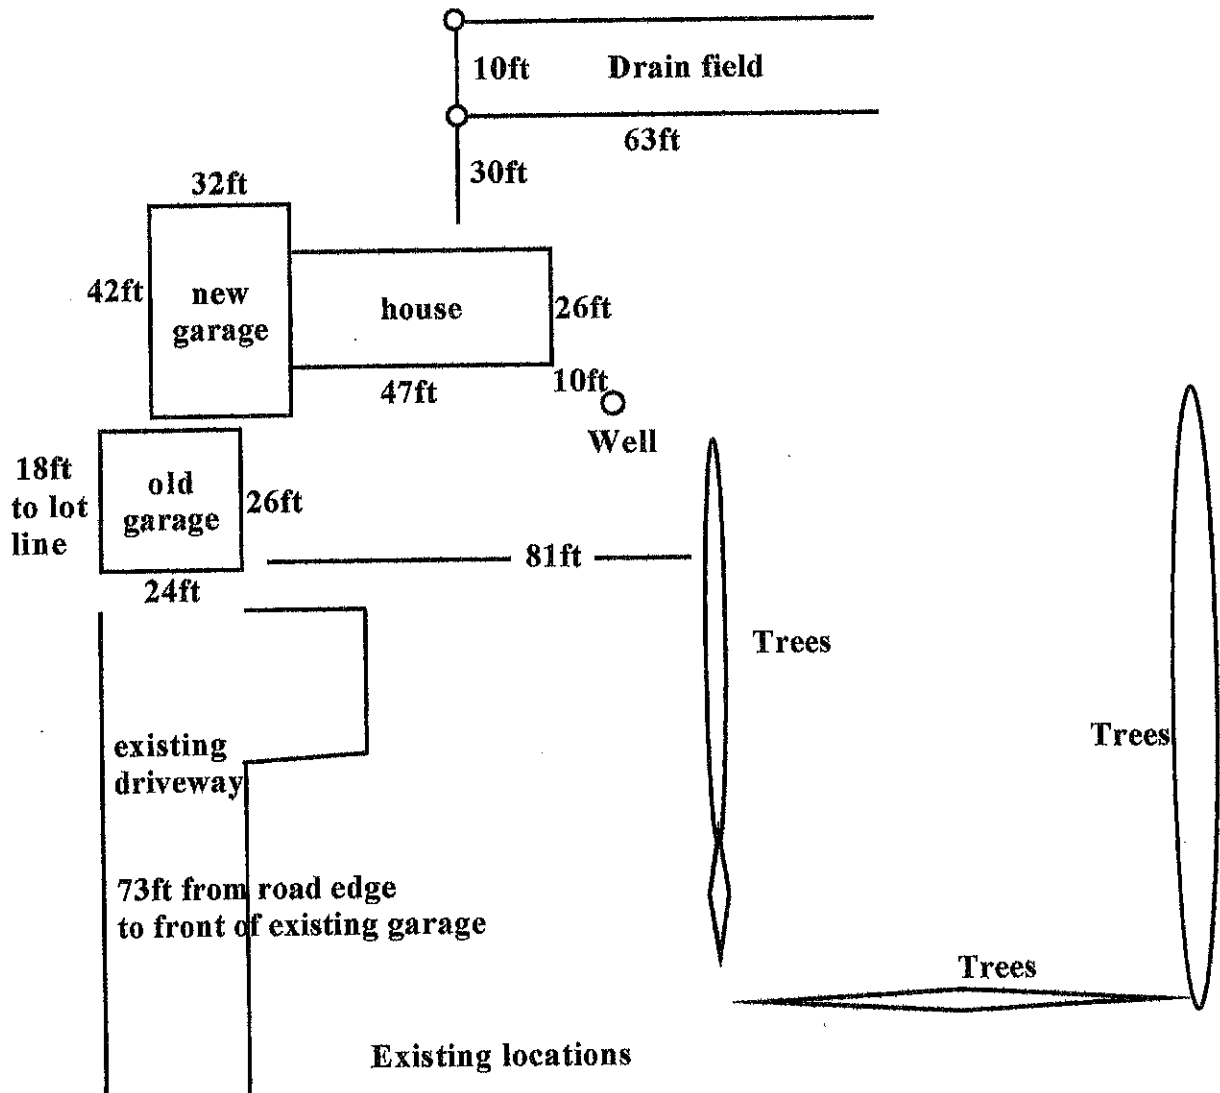 10ft
Drain field
63ft
30ft
32ft
42ft
new
garage
house
26ft
47ft
10ft
Well
18ft
to lot
line
old
garage
26ft
81ft
24ft
Trees
Trees
existing
driveway
73ft from road edge
to front of existing garage
Trees
Existing locations